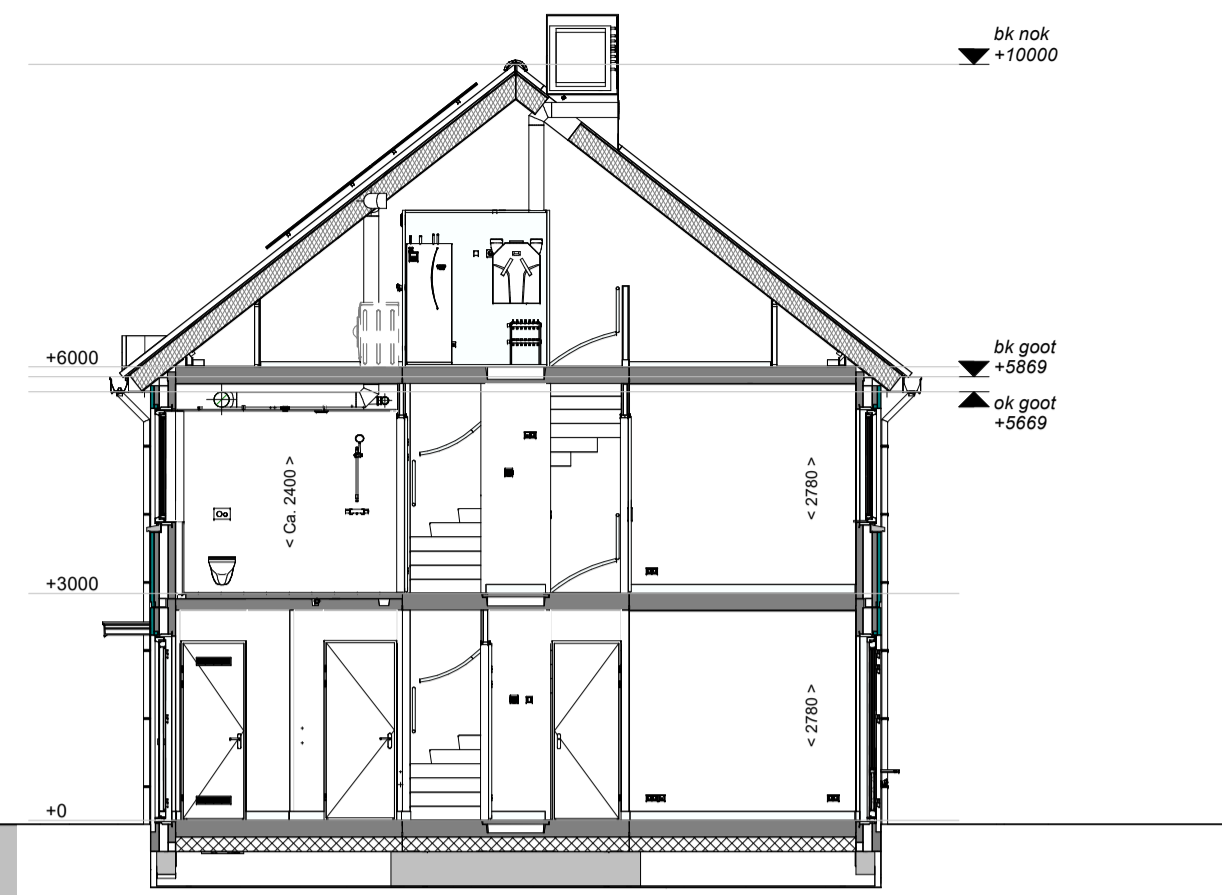 bk nok
+10000
+6000
bk goot
+5869
ok goot
+5669
< Ca. 2400 >
< 2780 >
+3000
< 2780 >
+0